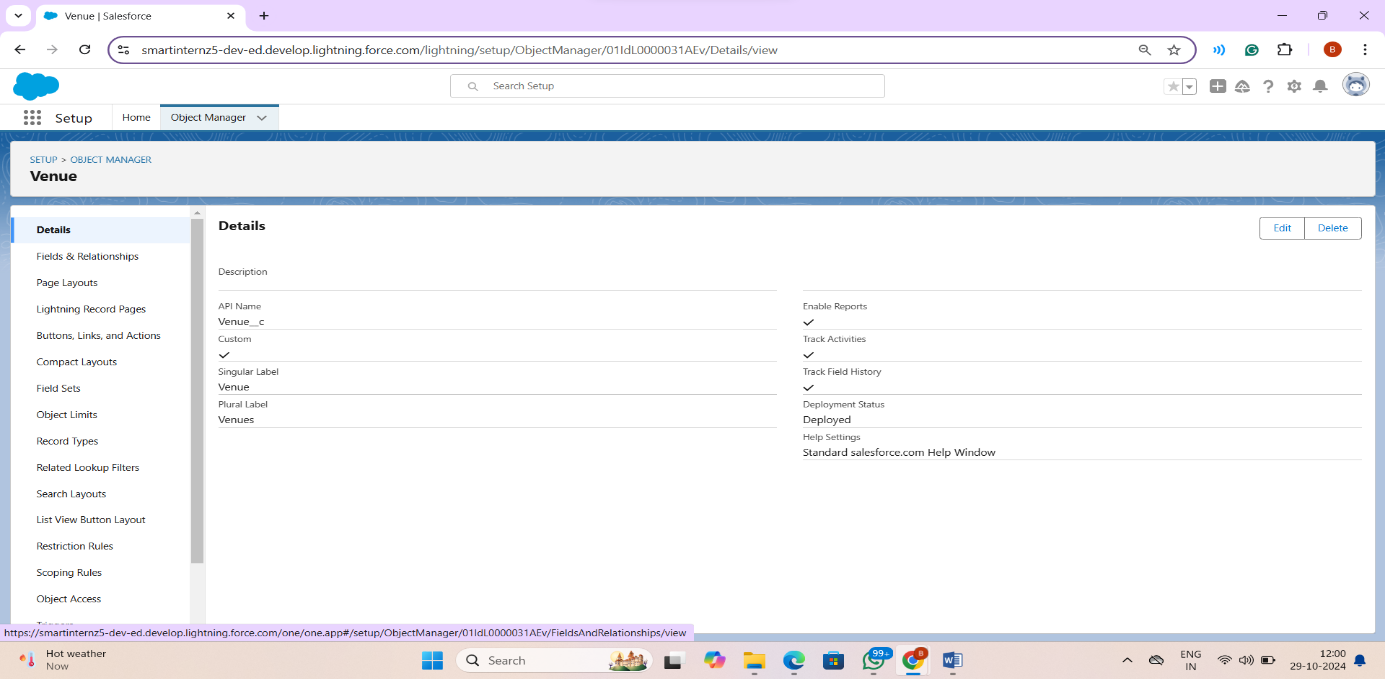 Venue | Salesforce
smartinternz5-dev-ed.develop.lightning.force.com/lightning/setup/ObjectManager/01IdL0000031AEv/Details/view
B
Search Setup
Setup
Home
Object Manager
SETUP > OBJECT MANAGER
Venue
Details
Fields & Relationships
Page Layouts
Lightning Record Pages
Buttons, Links, and Actions
Compact Layouts
Field Sets
Object Limits
Record Types
Related Lookup Filters
Search Layouts
List View Button Layout
Restriction Rules
Scoping Rules
Object Access
Details
Edit
Delete
Description
API Name
Venue__c
Custom
Singular Label
Venue
Plural Label
Venues
Enable Reports
Track Activities
Track Field History
Deployment Status
Deployed
Help Settings
Standard salesforce.com Help Window
https://smartinternz5-dev-ed.develop.lightning.force.com/one/one.app#/setup/ObjectManager/01IdL0000031AEv/FieldsAndRelationships/view
Hot weather
Now
Search
99+
B
ENG
IN
12:00
29-10-2024